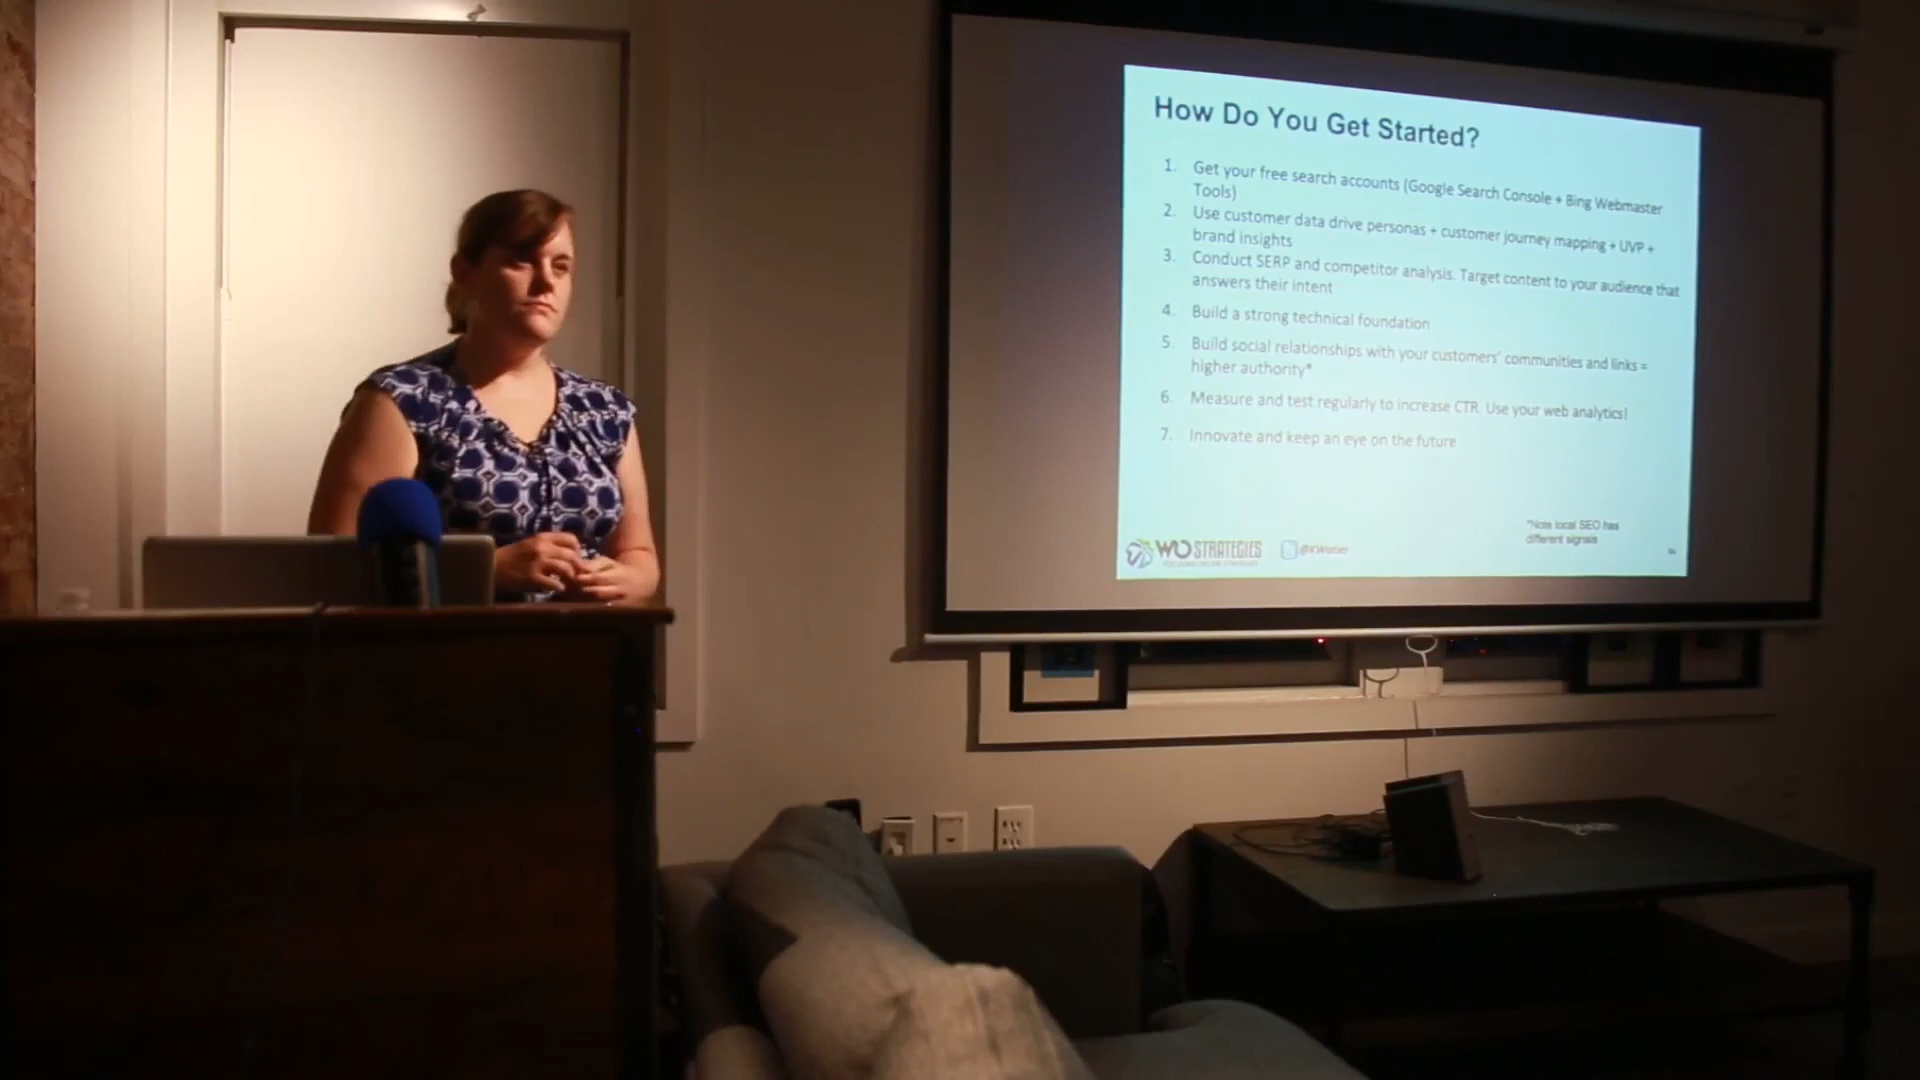 How Do You Get Started?
1. Get your free search accounts (Google Search Console + Bing Webmaster
Tools)
2. Use customer data drive personas + customer journey mapping + UVP +
brand insights
3. Conduct SERP and competitor analysis. Target content to your audience that
answers their intent
4. Build a strong technical foundation
5. Build social relationships with your customers' communities and links =
higher authority*
6. Measure and test regularly to increase CTR. Use your web analytics!
7. Innovate and keep an eye on the future
*Note local SEO has
different signals
WO STRATEGIES